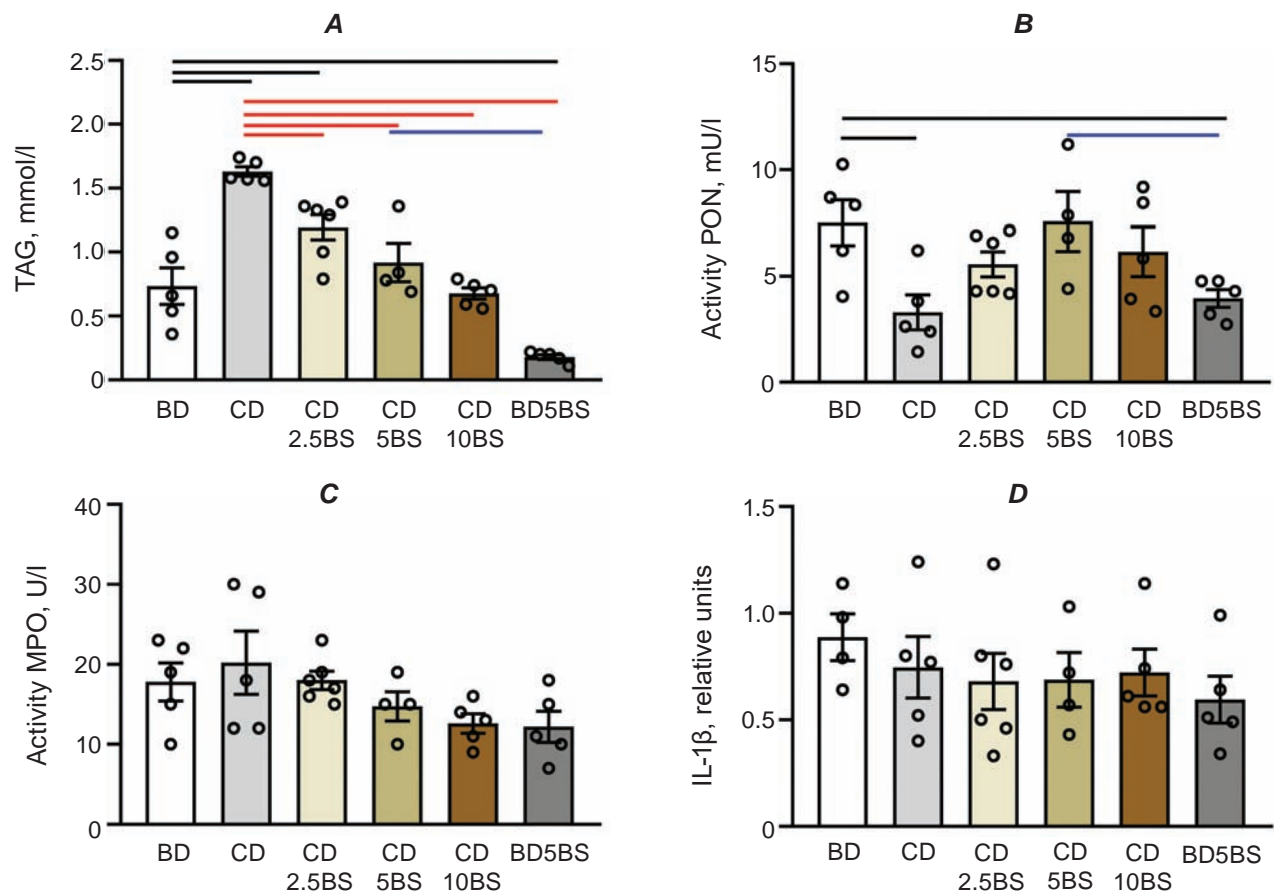 A
TAG, mmol/l
2.5
2.0
1.5
1.0
0.5
0
BD
CD
CD
2.5BS
CD
5BS
CD
10BS
BD5BS
B
Activity PON, mU/l
15
10
5
0
BD
CD
CD
2.5BS
CD
5BS
CD
10BS
BD5BS
C
Activity MPO, U/l
40
30
20
10
0
BD
CD
CD
2.5BS
CD
5BS
CD
10BS
BD5BS
D
IL-1β, relative units
1.5
1.0
0.5
0
BD
CD
CD
2.5BS
CD
5BS
CD
10BS
BD5BS